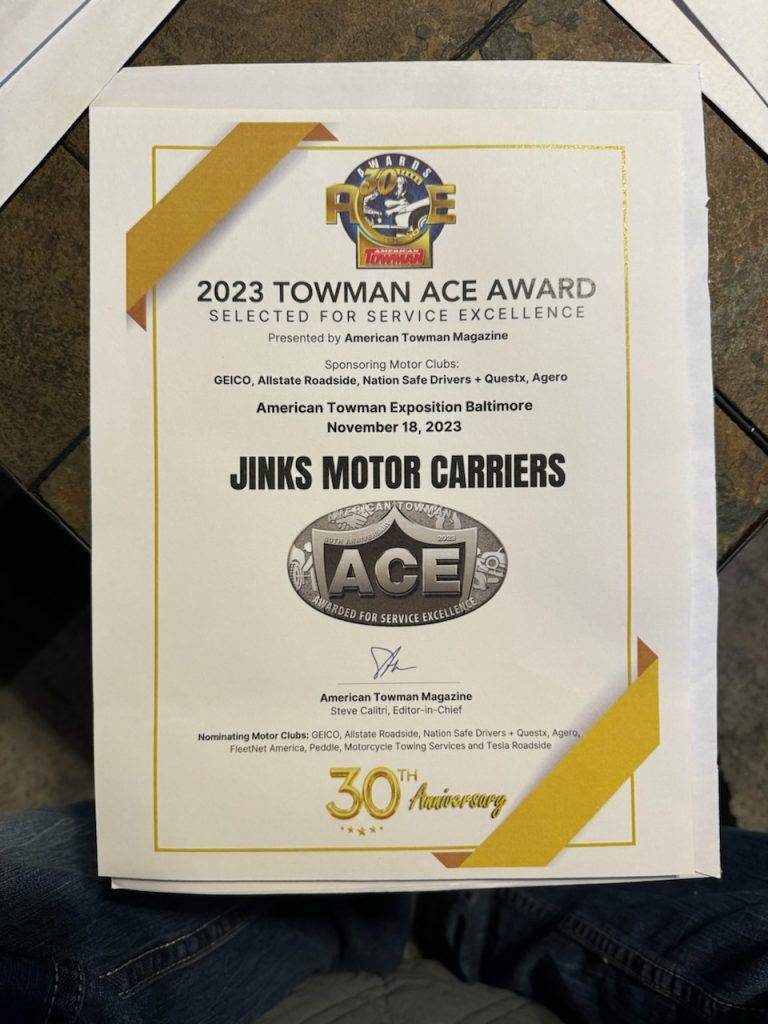 AWARDS
30 YEARS
ACE
AMERICAN
TOWMAN
2023 TOWMAN ACE AWARD
SELECTED FOR SERVICE EXCELLENCE
Presented by American Towman Magazine
Sponsoring Motor Clubs:
GEICO, Allstate Roadside, Nation Safe Drivers + Questx, Agero
American Towman Exposition Baltimore
November 18, 2023
JINKS MOTOR CARRIERS
AMERICAN TOWMAN
30TH ANNIVERSARY 2023
ACE
AWARDED FOR SERVICE EXCELLENCE
American Towman Magazine
Steve Calitri, Editor-in-Chief
Nominating Motor Clubs: GEICO, Allstate Roadside, Nation Safe Drivers + Questx, Agero,
FleetNet America, Peddle, Motorcycle Towing Services and Tesla Roadside
30TH Anniversary